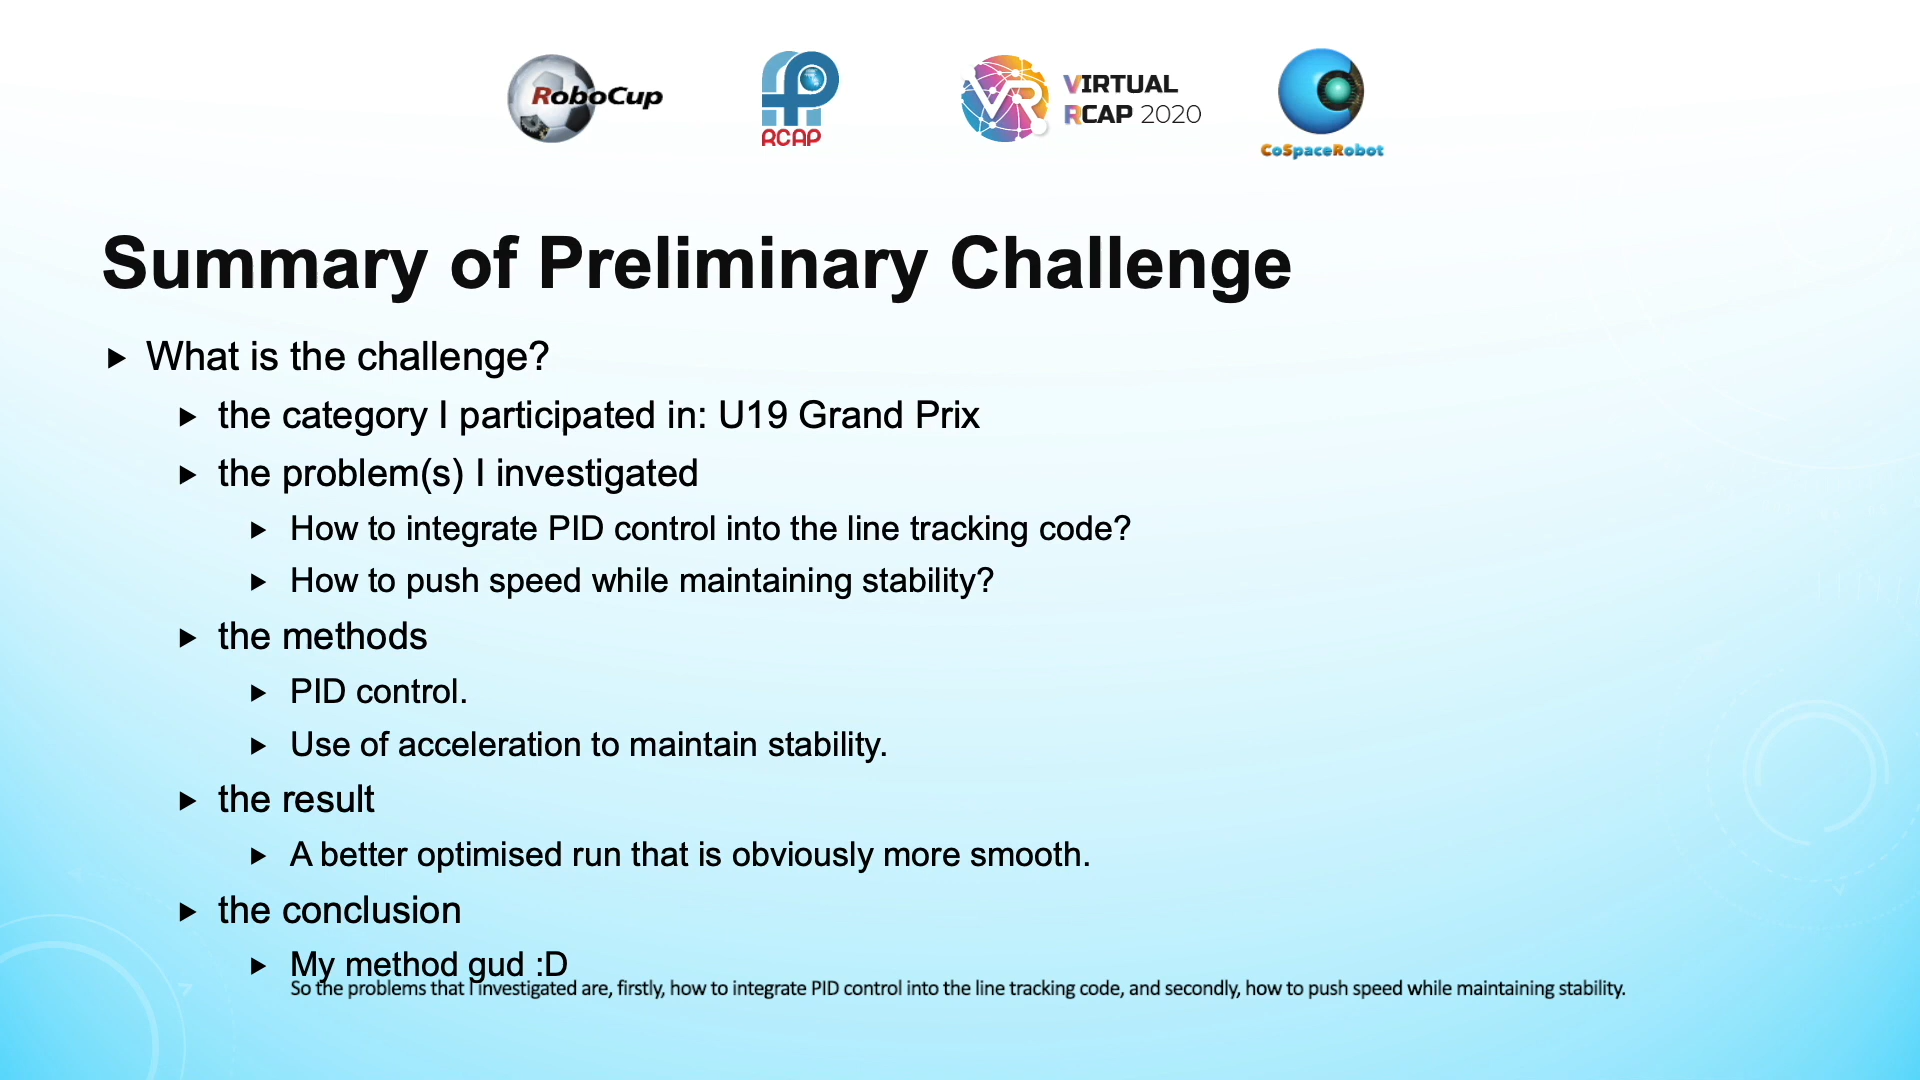 RoboCup
RCAP
VR
VIRTUAL
RCAP 2020
CoSpaceRobot
Summary of Preliminary Challenge
What is the challenge?
the category I participated in: U19 Grand Prix
the problem(s) I investigated
How to integrate PID control into the line tracking code?
How to push speed while maintaining stability?
the methods
PID control.
Use of acceleration to maintain stability.
the result
A better optimised run that is obviously more smooth.
the conclusion
My method gud :D
So the problems that I investigated are, firstly, how to integrate PID control into the line tracking code, and secondly, how to push speed while maintaining stability.